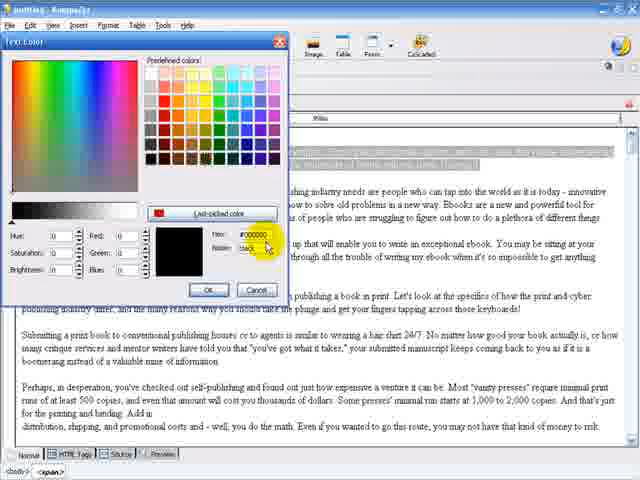 File Edit View Insert Format Table Tools Help
Text Color
Image Table Form Cascades
Predefined colors:
Last-picked color
Hue: 0 Red: 0 Hex: #000000
Saturation: 0 Green: 0 Name: black
Brightness: 0 Blue: 0
OK Cancel
shing industry needs are people who can tap into the world as it is today - innovative
how to solve old problems in a new way. Ebooks are a new and powerful tool for
s of people who are struggling to figure out how to do a plethora of different things
up that will enable you to write an exceptional ebook. You may be sitting at your
through all the trouble of writing my ebook when it's so impossible to get anything
n publishing a book in print. Let's look at the specifics of how the print and cyber
publishing industry differ, and the many reasons why you should take the plunge and get your fingers tapping across those keyboards!
Submitting a print book to conventional publishing houses or to agents is similar to wearing a hair shirt 24/7. No matter how good your book actually is, or how
many critique services and mentor writers have told you that "you've got what it takes," your submitted manuscript keeps coming back to you as if it is a
boomerang instead of a valuable mine of information.
Perhaps, in desperation, you've checked out self-publishing and found out just how expensive a venture it can be. Most "vanity presses" require minimal print
runs of at least 500 copies, and even that amount will cost you thousands of dollars. Some presses' minimal run starts at 1,000 to 2,000 copies. And that's just
for the printing and binding. Add in
distribution, shipping, and promotional costs and - well, you do the math. Even if you wanted to go this route, you may not have that kind of money to risk.
Normal HTML Tags Source Preview
<body> <span>